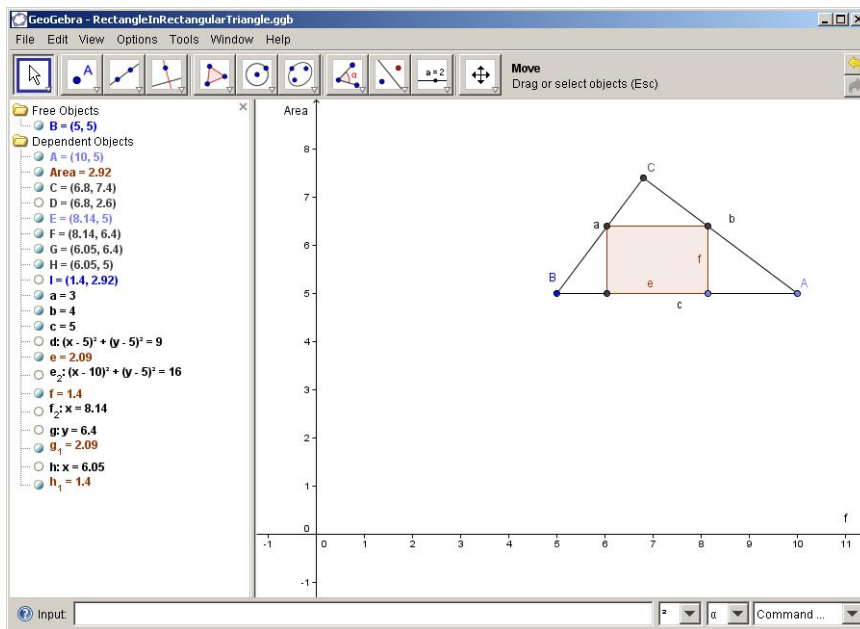 GeoGebra - RectangleInRectangularTriangle.ggb
File Edit View Options Tools Window Help
A
α
a = 2
Move
Drag or select objects (Esc)
Free Objects
B = (5, 5)
Dependent Objects
A = (10, 5)
Area = 2.92
C = (6.8, 7.4)
D = (6.8, 2.6)
E = (8.14, 5)
F = (8.14, 6.4)
G = (6.05, 6.4)
H = (6.05, 5)
I = (1.4, 2.92)
a = 3
b = 4
c = 5
d: (x - 5)² + (y - 5)² = 9
e = 2.09
e₂: (x - 10)² + (y - 5)² = 16
f = 1.4
f₂: x = 8.14
g: y = 6.4
g₁ = 2.09
h: x = 6.05
h₁ = 1.4
Area
8
7
6
5
4
3
2
1
0
-1
C
a
b
f
B
e
A
c
f
-1 0 1 2 3 4 5 6 7 8 9 10 11
Input:
²
α
Command ...